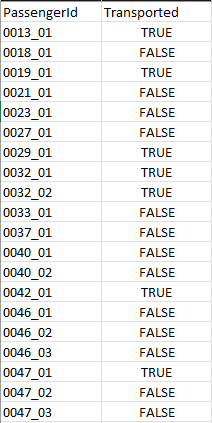 PassengerId Transported
0013_01 TRUE
0018_01 FALSE
0019_01 TRUE
0021_01 FALSE
0023_01 FALSE
0027_01 FALSE
0029_01 TRUE
0032_01 TRUE
0032_02 TRUE
0033_01 FALSE
0037_01 FALSE
0040_01 FALSE
0040_02 FALSE
0042_01 TRUE
0046_01 FALSE
0046_02 FALSE
0046_03 FALSE
0047_01 TRUE
0047_02 FALSE
0047_03 FALSE